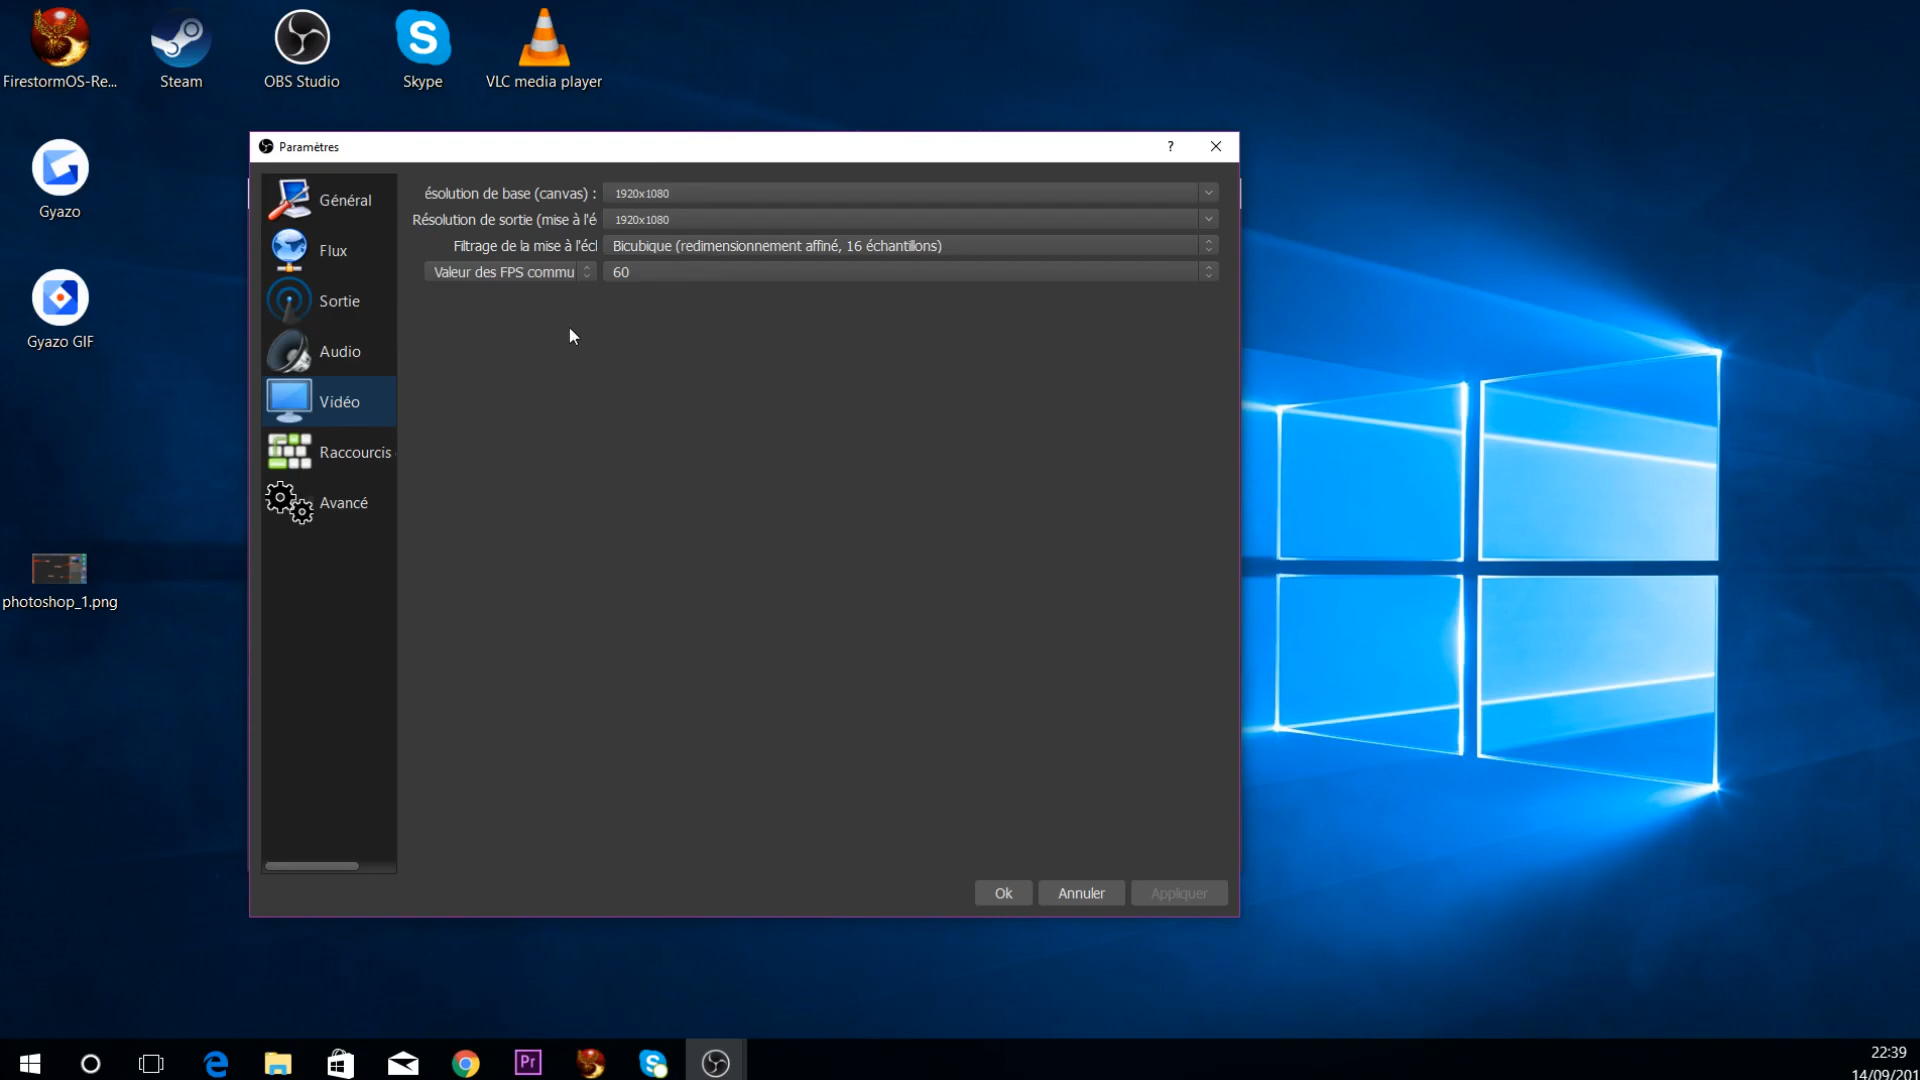 FirestormOS-Re...
Steam
OBS Studio
Skype
VLC media player
Gyazo
Gyazo GIF
photoshop_1.png
Paramètres
?
Général
Flux
Sortie
Audio
Vidéo
Raccourcis
Avancé
ésolution de base (canvas) : 1920x1080
Résolution de sortie (mise à l'é 1920x1080
Filtrage de la mise à l'écl Bicubique (redimensionnement affiné, 16 échantillons)
Valeur des FPS commu 60
Ok
Annuler
Appliquer
Pr
22:39
14/09/201